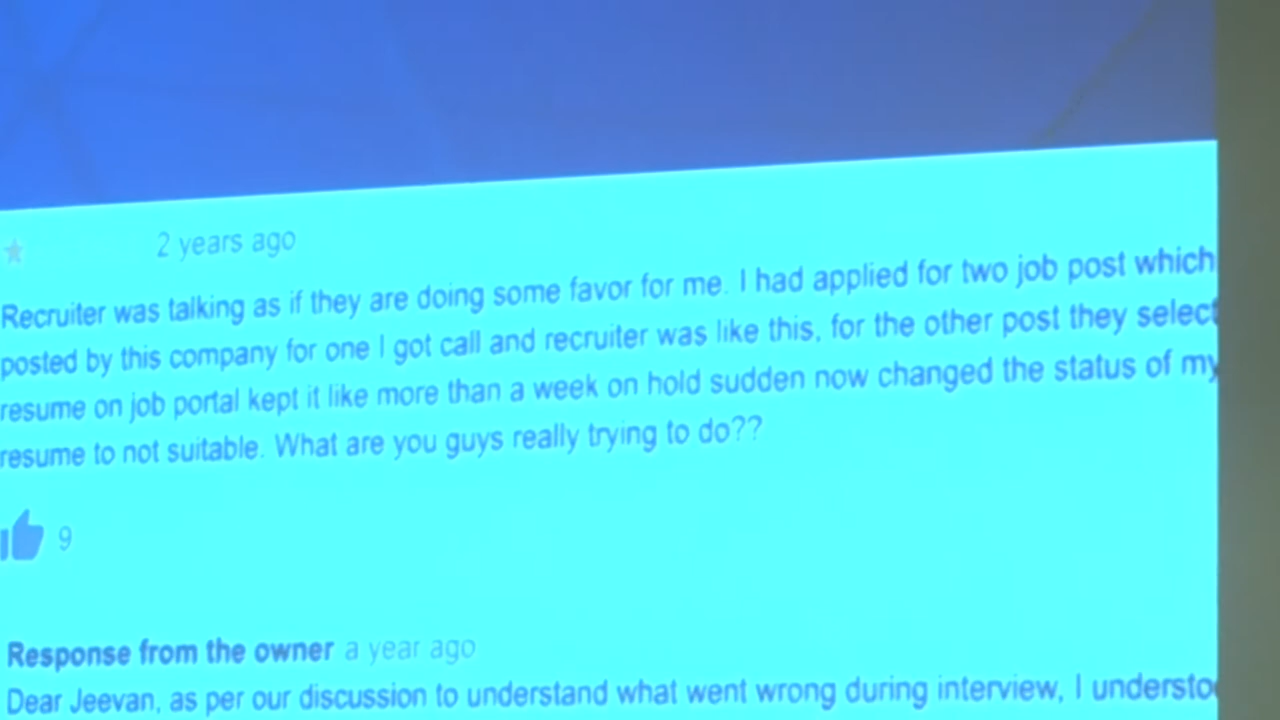 2 years ago
Recruiter was talking as if they are doing some favor for me. I had applied for two job post which
posted by this company for one I got call and recruiter was like this, for the other post they select
resume on job portal kept it like more than a week on hold sudden now changed the status of my
resume to not suitable. What are you guys really trying to do??
9
Response from the owner a year ago
Dear Jeevan, as per our discussion to understand what went wrong during interview, I understo